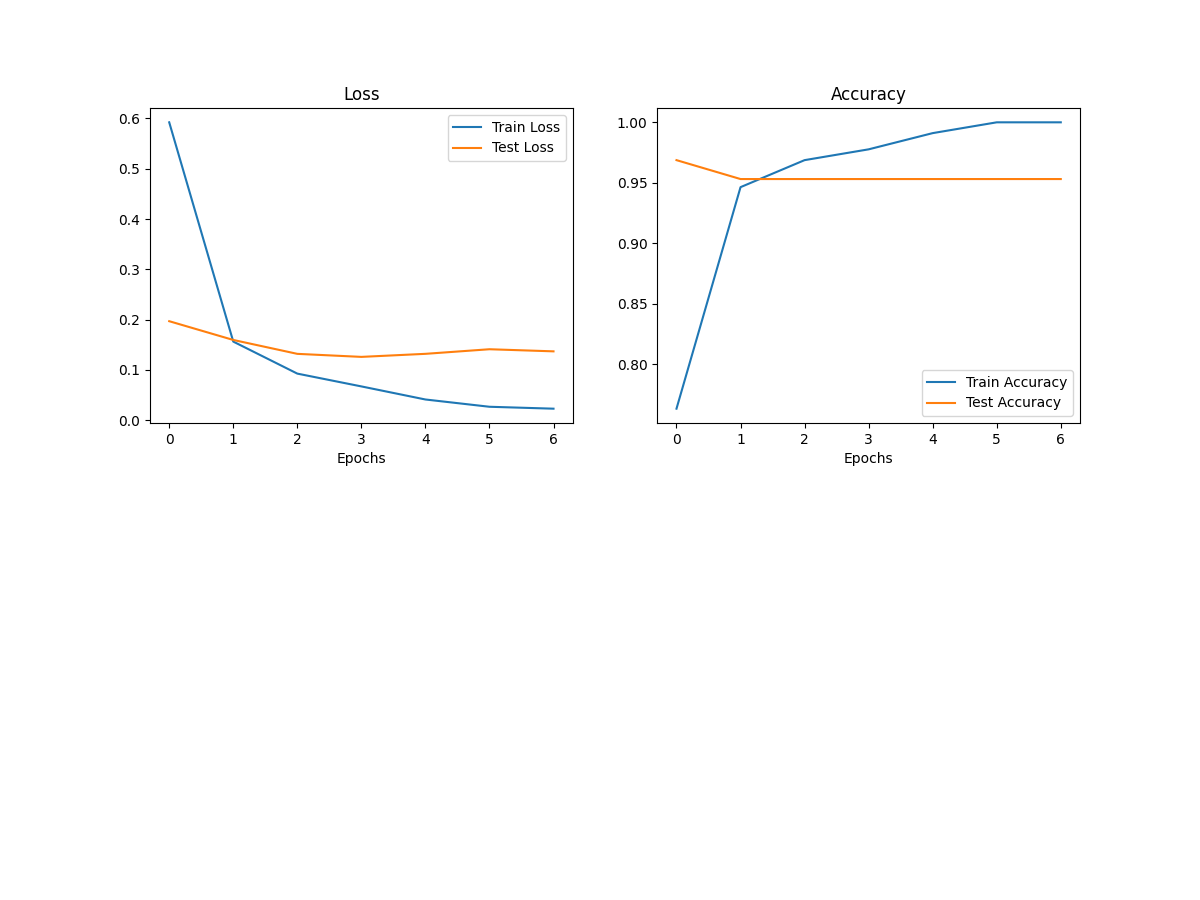 Loss
0.6
0.5
0.4
0.3
0.2
0.1
0.0
Train Loss
Test Loss
0 1 2 3 4 5 6
Epochs
Accuracy
1.00
0.95
0.90
0.85
0.80
Train Accuracy
Test Accuracy
0 1 2 3 4 5 6
Epochs